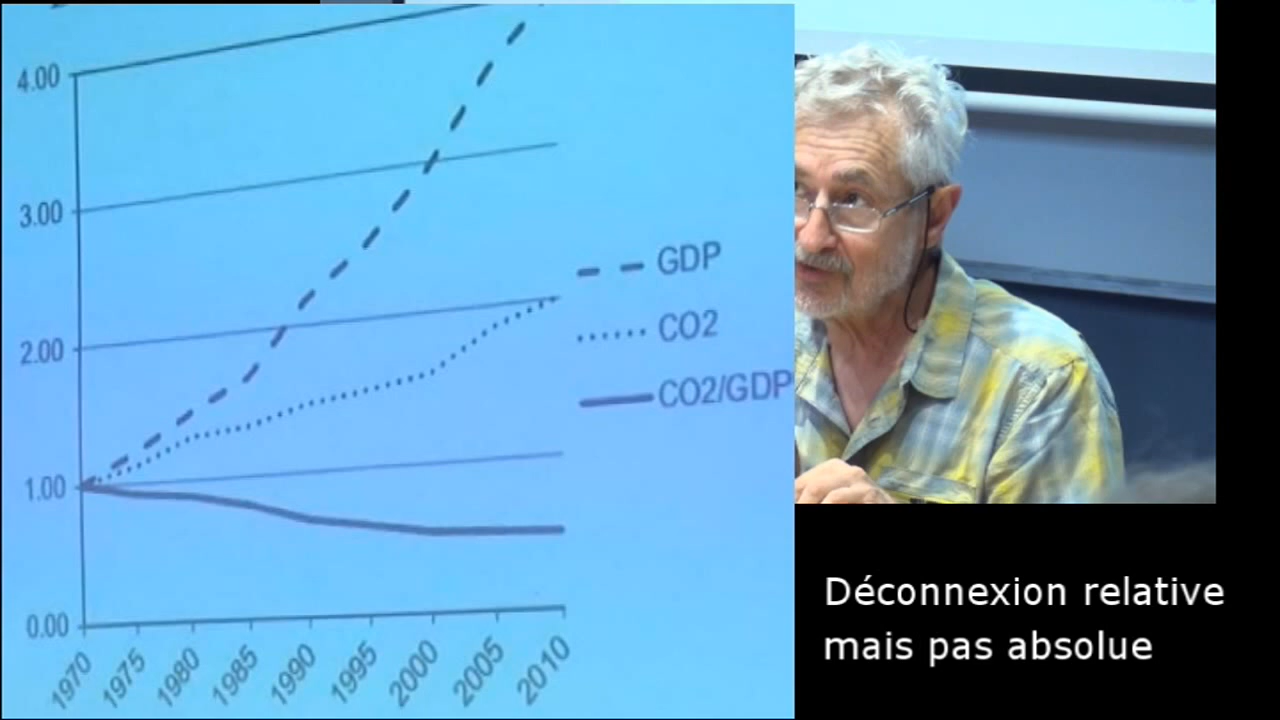 4.00
3.00
2.00
1.00
0.00
1970
1975
1980
1985
1990
1995
2000
2005
2010
GDP
CO2
CO2/GDP
Déconnexion relative
mais pas absolue